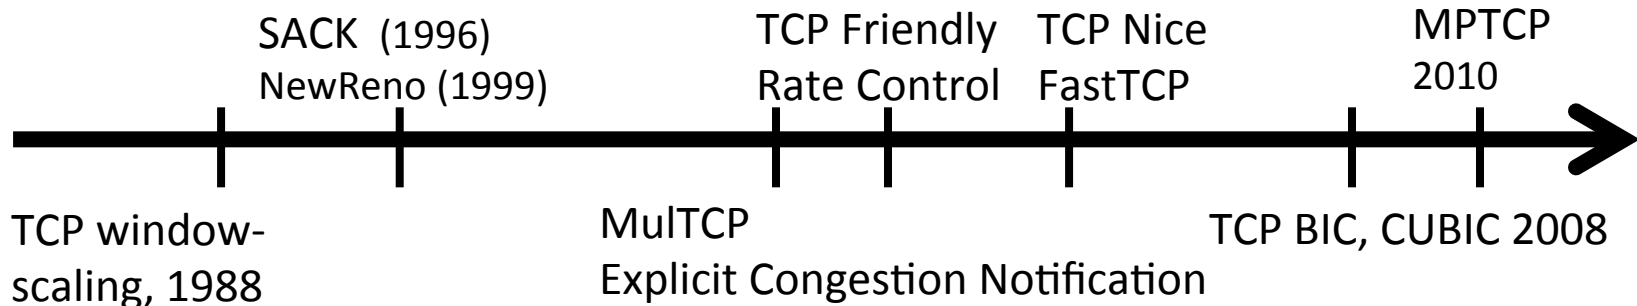 SACK (1996)
NewReno (1999)
TCP Friendly
Rate Control
TCP Nice
FastTCP
MPTCP
2010
TCP window-
scaling, 1988
MulTCP
Explicit Congestion Notification
TCP BIC, CUBIC 2008